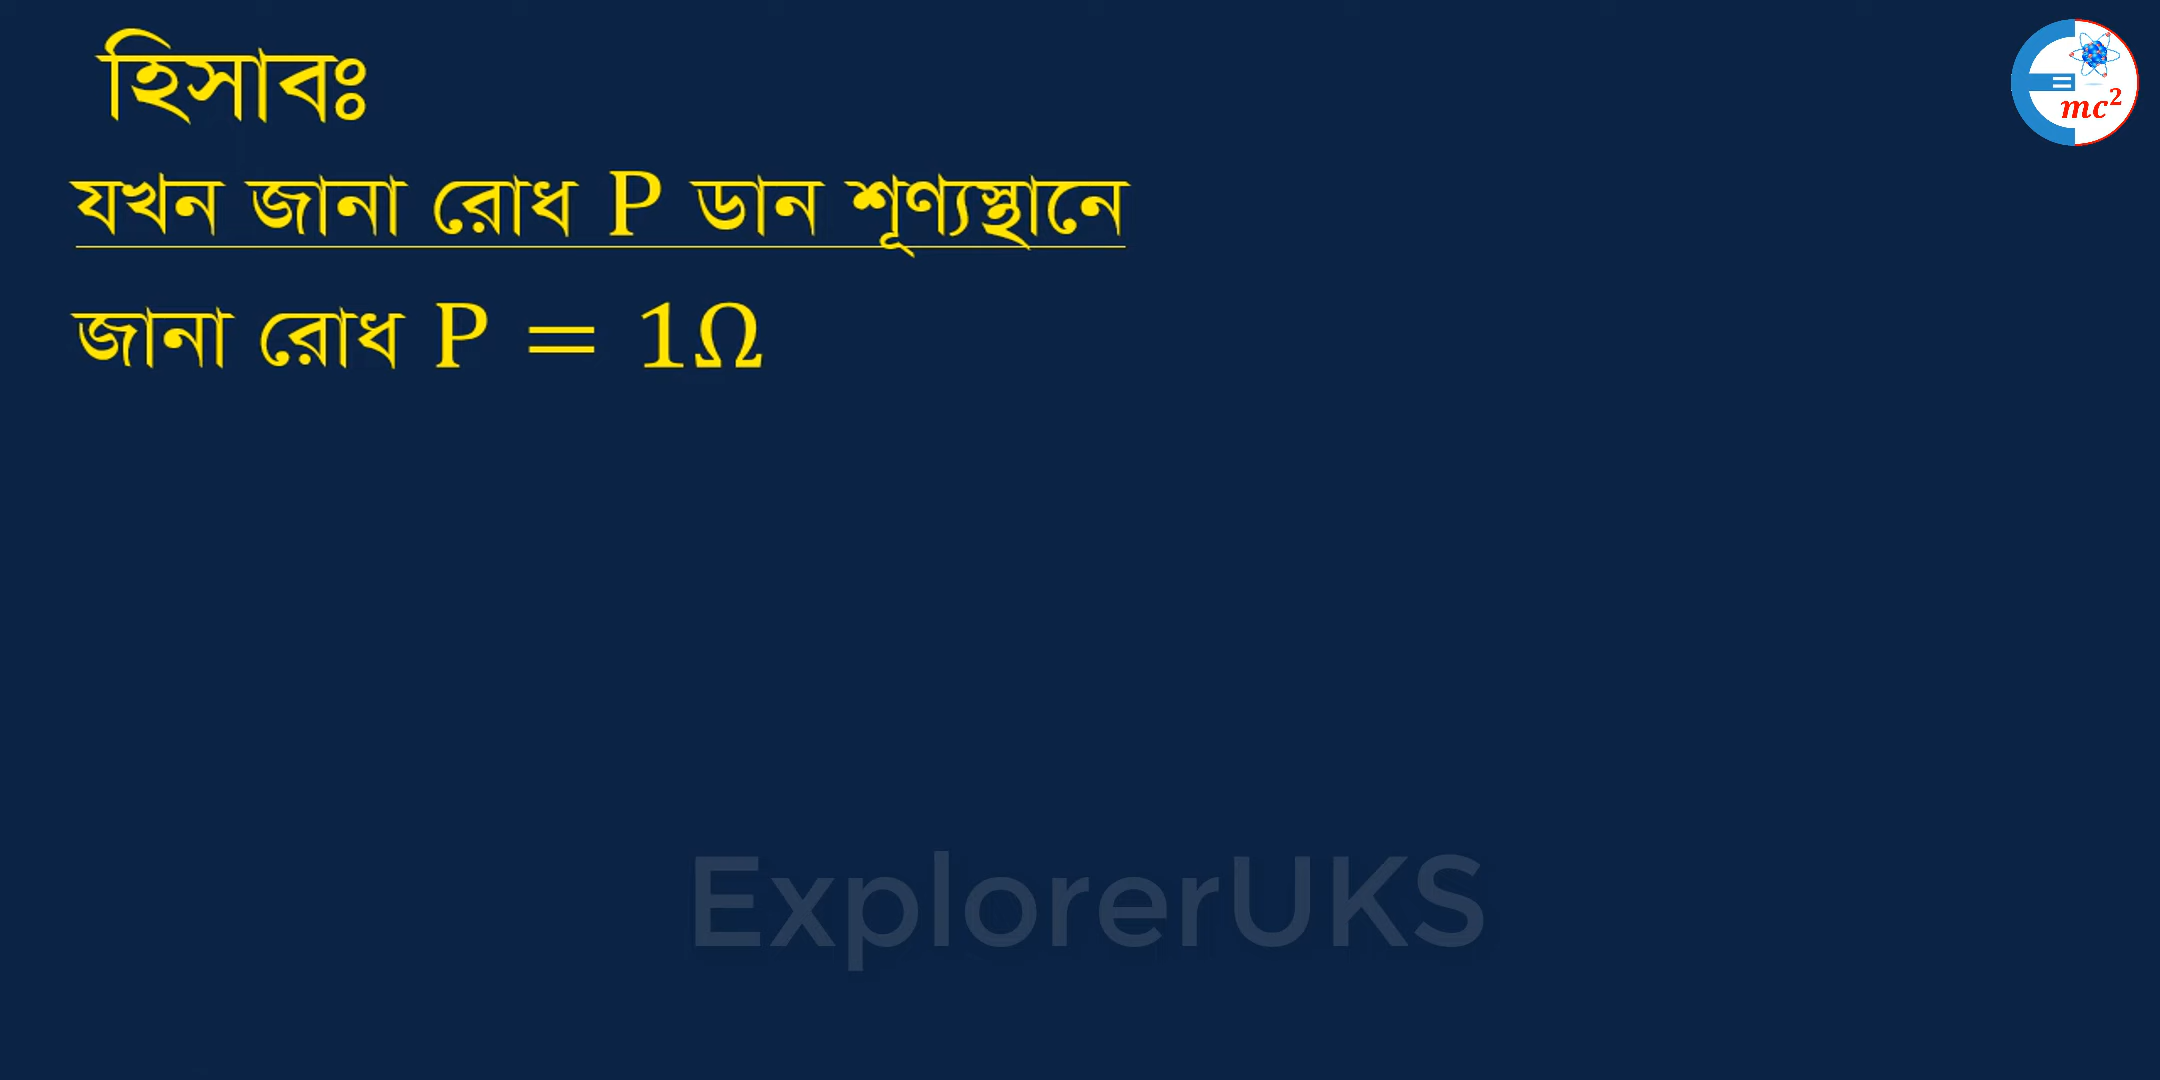 হিসাবঃ
যখন জানা রোধ P ডান শূণ্যস্থানে
জানা রোধ P = 1Ω
E = mc²
ExplorerUKS